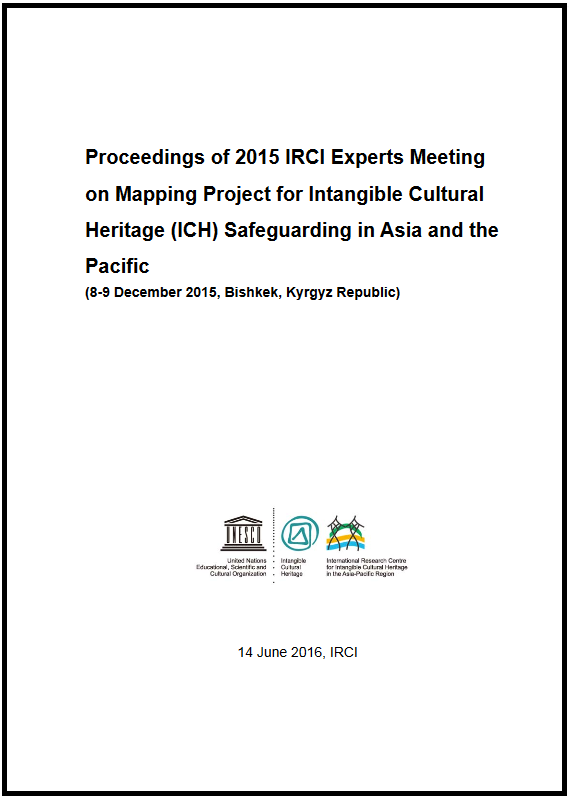 Proceedings of 2015 IRCI Experts Meeting
on Mapping Project for Intangible Cultural
Heritage (ICH) Safeguarding in Asia and the
Pacific
(8-9 December 2015, Bishkek, Kyrgyz Republic)
UNESCO
United Nations
Educational, Scientific and
Cultural Organization
Intangible
Cultural
Heritage
International Research Centre
for Intangible Cultural Heritage
in the Asia-Pacific Region
14 June 2016, IRCI